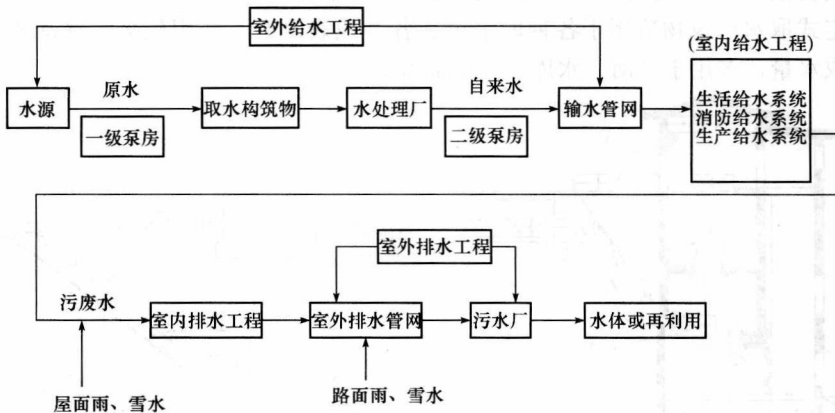 室外给水工程
(室内给水工程)
原水
自来水
水源
取水构筑物
水处理厂
输水管网
生活给水系统
消防给水系统
生产给水系统
一级泵房
二级泵房
室外排水工程
污废水
室内排水工程
室外排水管网
污水厂
水体或再利用
屋面雨、雪水
路面雨、雪水